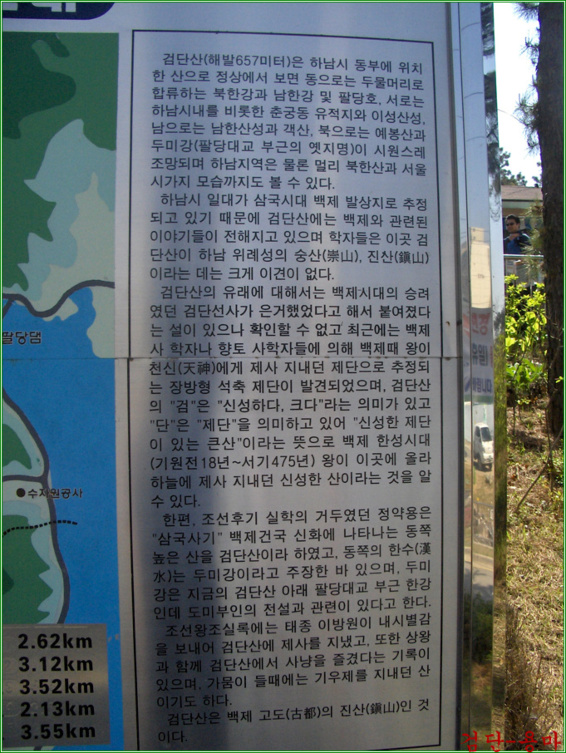 검단산(해발657미터)은 하남시 동부에 위치
한 산으로 정상에서 보면 동으로는 두물머리로
합류하는 북한강과 남한강 및 팔당호, 서로는
하남시내를 비롯한 춘궁동 유적지와 이성산성,
남으로는 남한산성과 객산, 북으로는 예봉산과
두미강(팔당대교 부근의 옛지명)이 시원스레
조망되며 하남지역은 물론 멀리 북한산과 서울
시가지 모습까지도 볼 수 있다.
하남시 일대가 삼국시대 백제 발상지로 추정
되고 있기 때문에 검단산에는 백제와 관련된
이야기들이 전해지고 있으며 학자들은 이곳 검
단산이 하남 위례성의 숭산(崇山), 진산(鎭山)
이라는 데는 크게 이견이 없다.
검단산의 유래에 대해서는 백제시대의 승려
였던 검단선사가 은거했었다고 해서 붙여졌다
는 설이 있으나 확인할 수 없고 최근에는 백제
사 학자나 향토 사학자들에 의해 백제때 왕이
천신(天神)에게 제사 지내던 제단으로 추정되
는 장방형 석축 제단이 발견되었으며, 검단산
의 "검"은 "신성하다, 크다"라는 의미가 있고
"단"은 "제단"을 의미하고 있어 "신성한 제단
이 있는 큰산"이라는 뜻으로 백제 한성시대
(기원전18년~서기475년) 왕이 이곳에 올라
하늘에 제사 지내던 신성한 산이라는 것을 알
수 있다.
한편, 조선후기 실학의 거두였던 정약용은
"삼국사기" 백제건국 신화에 나타나는 동쪽
높은 산을 검단산이라 하였고, 동쪽의 한수(漢
水)는 두미강이라고 주장한 바 있으며, 두미
강은 지금의 검단산 아래 팔당대교 부근 한강
인데 도미부인의 전설과 관련이 있다고 한다.
조선왕조실록에는 태종 이방원이 내시별감
을 보내어 검단산에 제사를 지냈고, 또한 상왕
과 함께 검단산에서 사냥을 즐겼다는 기록이
있으며, 가뭄이 들때에는 기우제를 지내던 산
이기도 하다.
검단산은 백제 고도(古都)의 진산(鎭山)인 것
이다.
팔당댐
수자원공사
2.62km
3.12km
3.52km
2.13km
3.55km